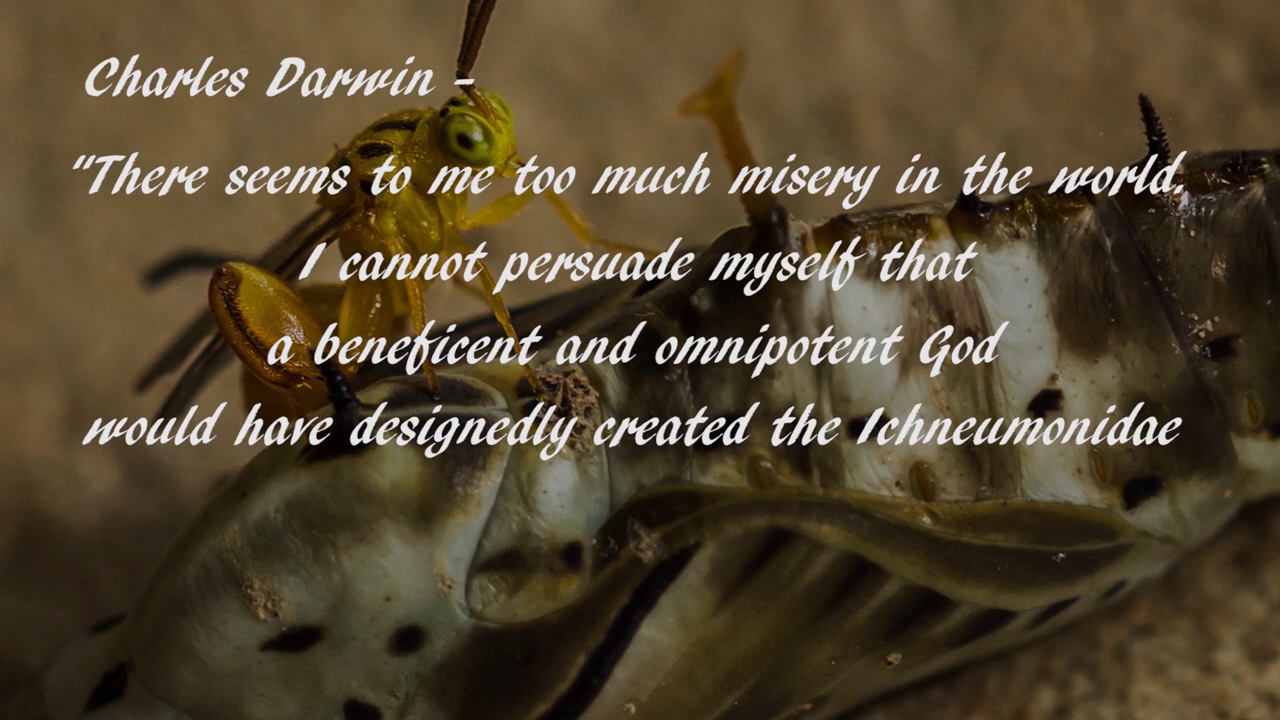 Charles Darwin -
"There seems to me too much misery in the world.
I cannot persuade myself that
a beneficent and omnipotent God
would have designedly created the Ichneumonidae